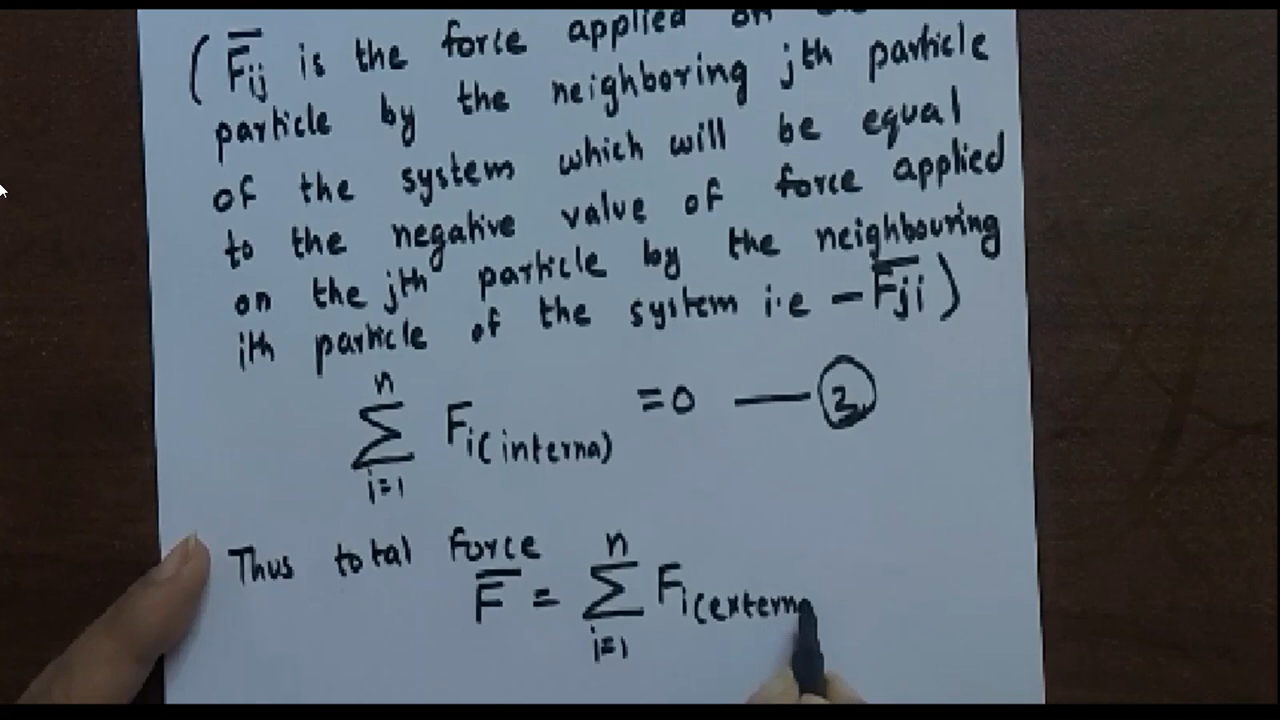 (F̅ij is the force applied on
particle by the neighboring jth particle
of the system which will be equal
to the negative value of force applied
on the jth particle by the neighbouring
ith particle of the system i.e – F̅ji)
n
∑ Fi(interna) =0 — 2
i=1
Thus total force
n
F̅ = ∑ Fi(externa
i=1